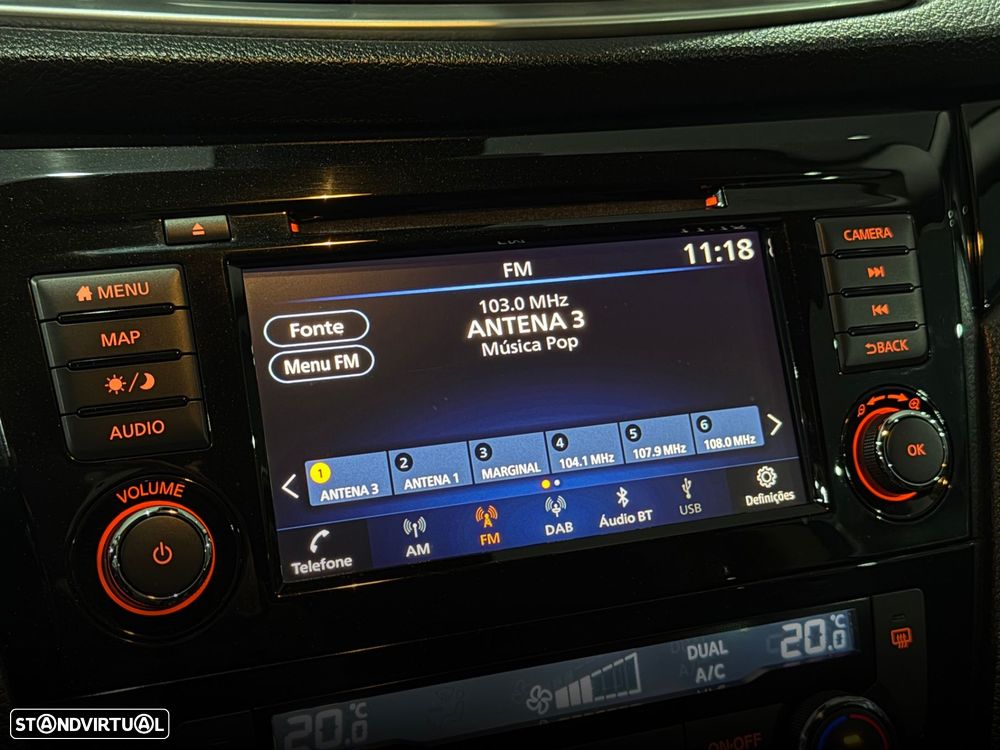 CAMERA
11:18
FM
MENU
103.0 MHz
Fonte
ANTENA 3
MAP
Música Pop
BACK
Menu FM
AUDIO
OK
1 ANTENA 3
2 ANTENA 1
3 MARGINAL
4 104.1 MHz
5 107.9 MHz
6 108.0 MHz
VOLUME
Telefone
AM
FM
DAB
Áudio BT
USB
Definições
DUAL
20.0 °C
A/C
20.0 °C
ON·OFF
STANDVIRTUAL